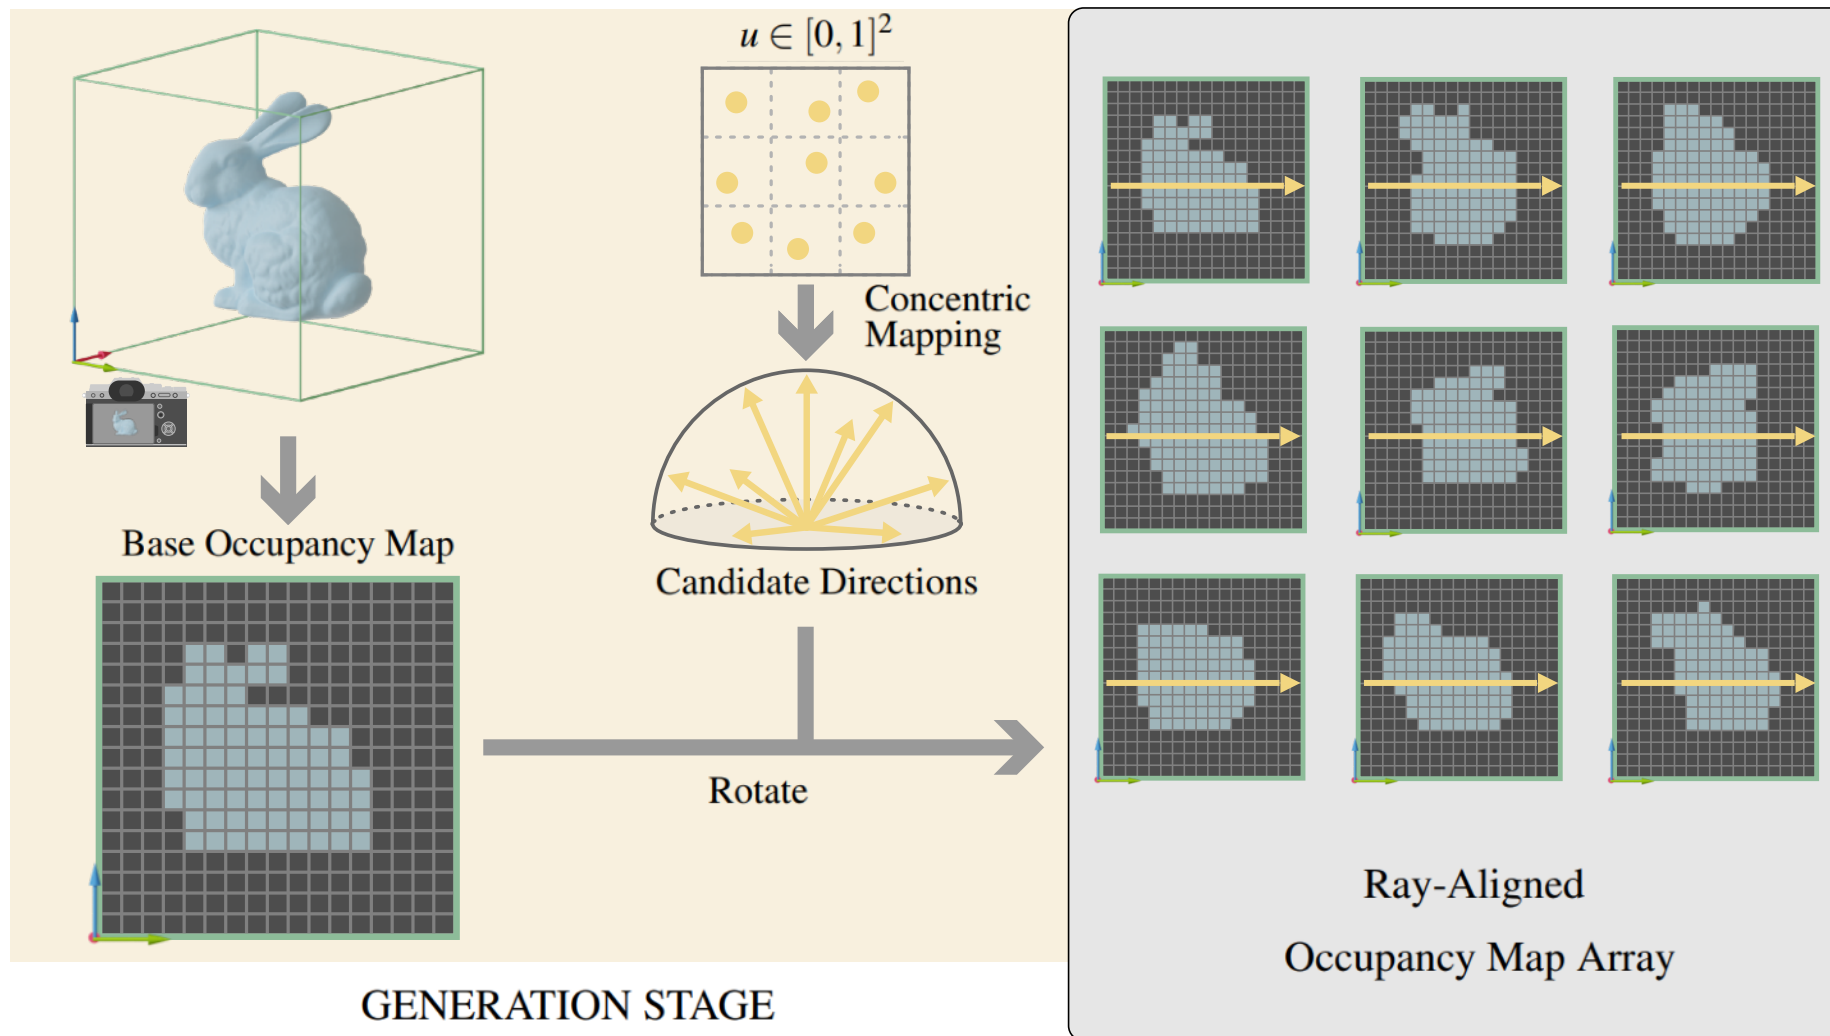 u ∈ [0, 1]²
Concentric
Mapping
Base Occupancy Map
Candidate Directions
Rotate
GENERATION STAGE
Ray-Aligned
Occupancy Map Array